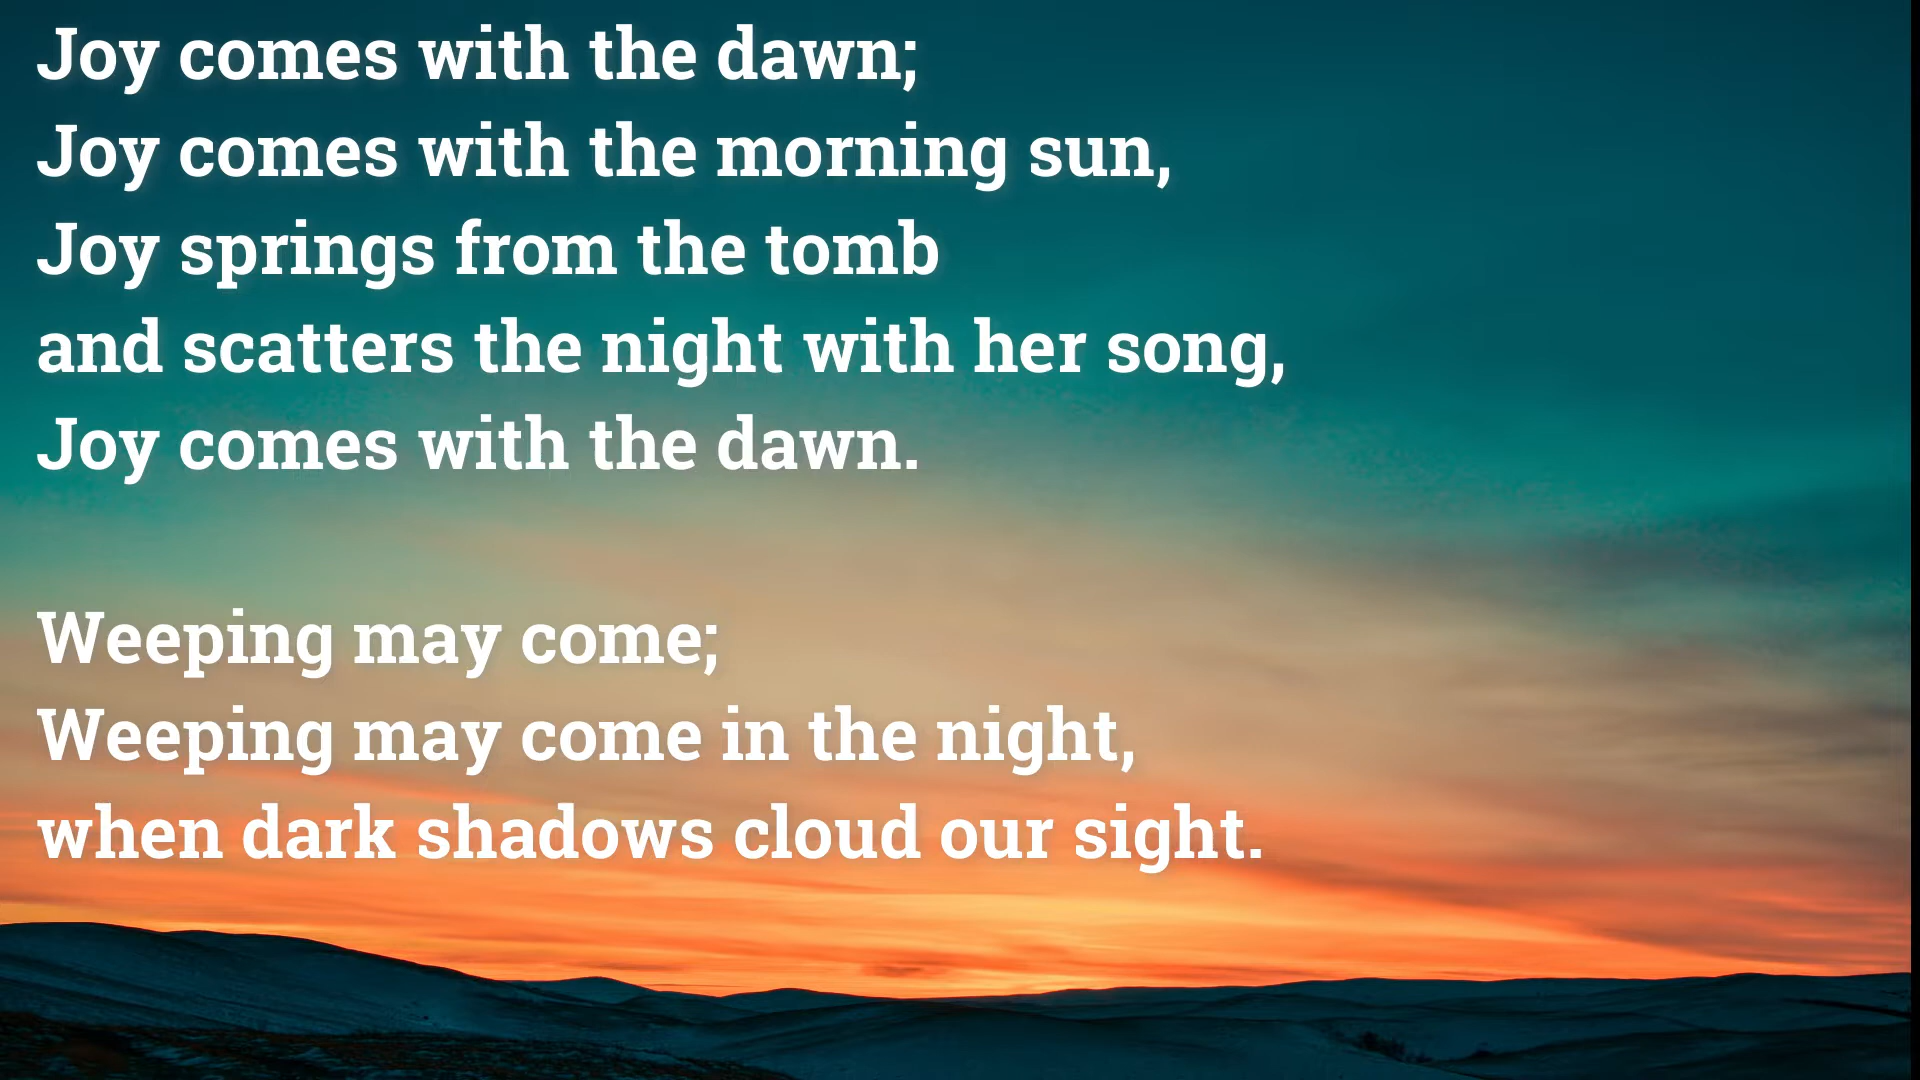 Joy comes with the dawn;
Joy comes with the morning sun,
Joy springs from the tomb
and scatters the night with her song,
Joy comes with the dawn.

Weeping may come;
Weeping may come in the night,
when dark shadows cloud our sight.